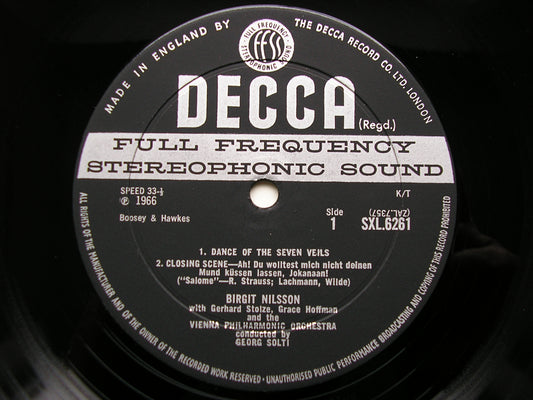 MADE IN ENGLAND BY THE DECCA RECORD CO. LTD. LONDON
FULL FREQUENCY
FFSS
STEREOPHONIC SOUND
DECCA (Regd.)
FULL FREQUENCY
STEREOPHONIC SOUND
SPEED 33-⅓ K/T
℗ 1966
(ZAL.7357)
Boosey & Hawkes
Side
1 SXL.6261
1. DANCE OF THE SEVEN VEILS
2. CLOSING SCENE—Ah! Du wolltest mich nicht deinen
Mund küssen lassen, Jokanaan!
("Salome"—R. Strauss; Lachmann, Wilde)
BIRGIT NILSSON
with Gerhard Stolze, Grace Hoffman
and the
VIENNA PHILHARMONIC ORCHESTRA
conducted by
GEORG SOLTI
ALL RIGHTS OF THE MANUFACTURER AND OF THE OWNER OF THE RECORDED WORK RESERVED · UNAUTHORISED PUBLIC PERFORMANCE BROADCASTING AND COPYING OF THIS RECORD PROHIBITED